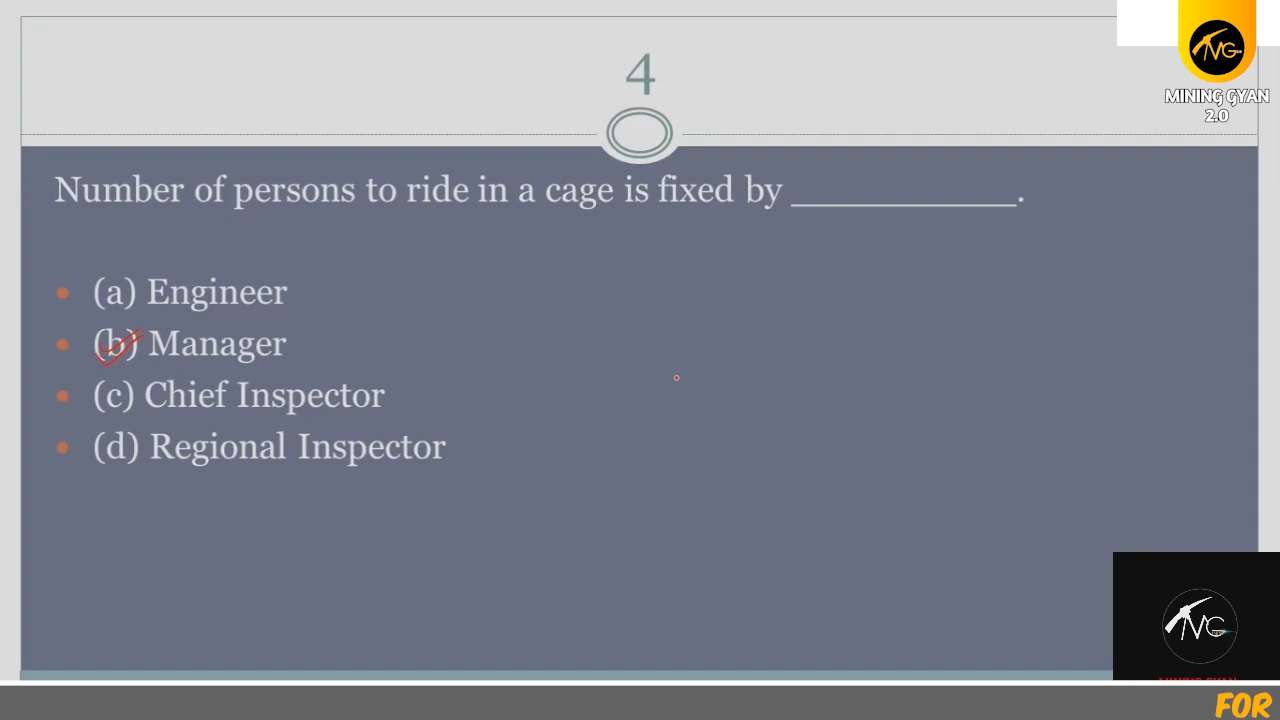 4
MINING GYAN
2.0
Number of persons to ride in a cage is fixed by ____________.
(a) Engineer
(b) Manager
(c) Chief Inspector
(d) Regional Inspector
FOR